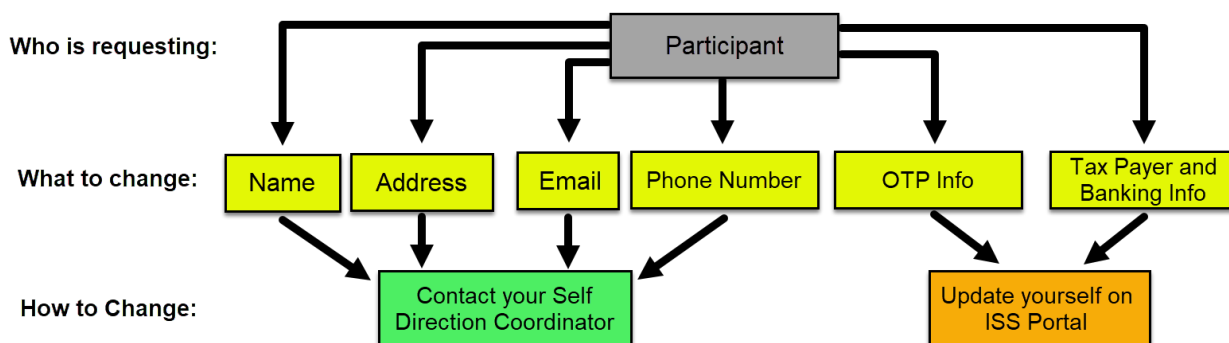 Who is requesting:
Participant
What to change:
Name
Address
Email
Phone Number
OTP Info
Tax Payer and
Banking Info
How to Change:
Contact your Self
Direction Coordinator
Update yourself on
ISS Portal